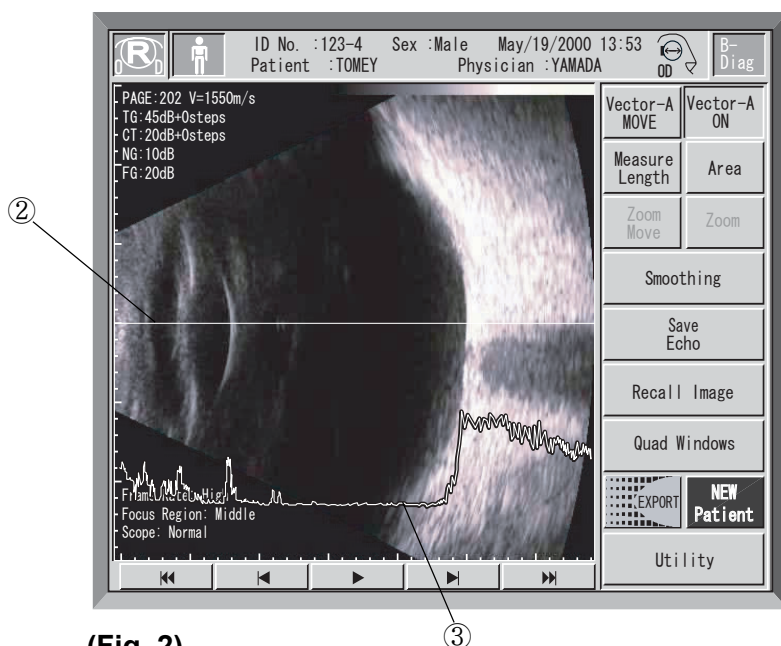 R
O D
ID No. :123-4 Sex :Male May/19/2000 13:53
Patient :TOMEY Physician :YAMADA
OD
B-
Diag
PAGE:202 V=1550m/s
TG:45dB+0steps
CT:20dB+0steps
NG:10dB
FG:20dB
Vector-A
MOVE
Vector-A
ON
Measure
Length
Area
Zoom
Move
Zoom
Smoothing
Save
Echo
Recall Image
Quad Windows
EXPORT
NEW
Patient
Utility
High
Focus Region: Middle
Scope: Normal
②
③
(Fig. 2)